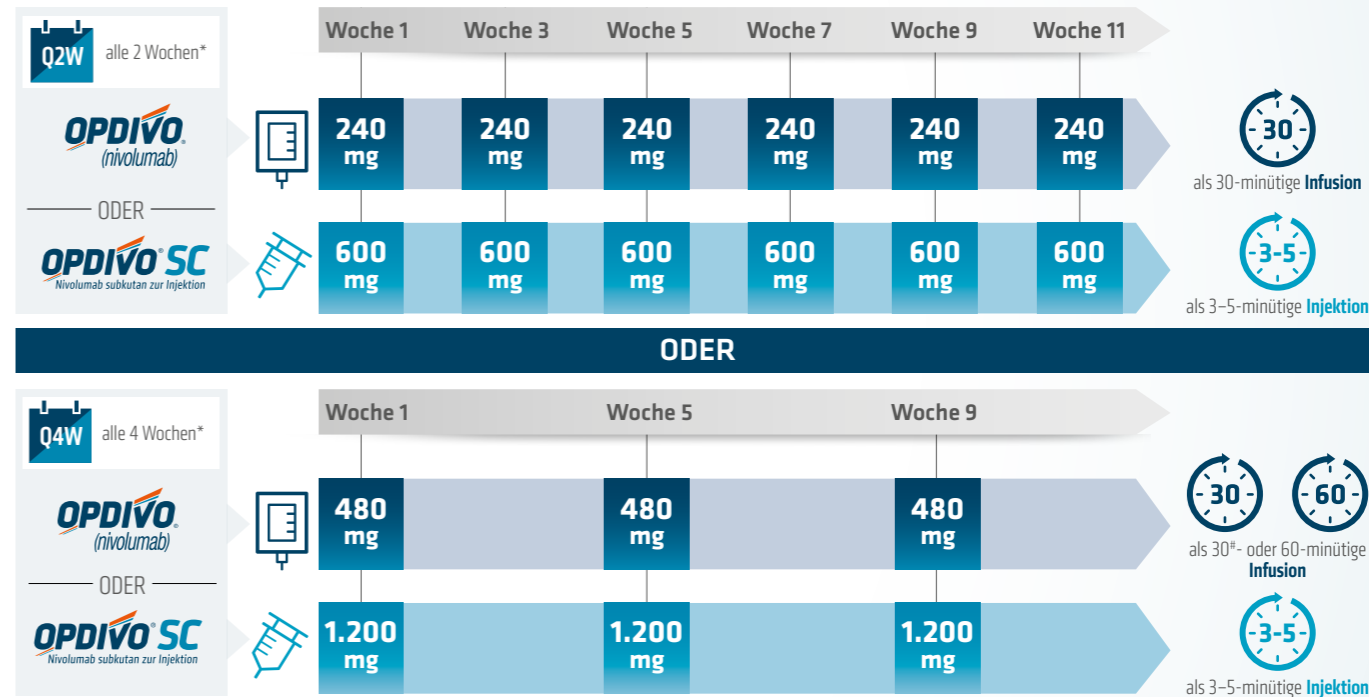 Q2W alle 2 Wochen*
Woche 1 Woche 3 Woche 5 Woche 7 Woche 9 Woche 11
OPDIVO®
(nivolumab)
240 mg 240 mg 240 mg 240 mg 240 mg 240 mg
- 30 -
als 30-minütige Infusion
ODER
OPDIVO® SC
Nivolumab subkutan zur Injektion
600 mg 600 mg 600 mg 600 mg 600 mg 600 mg
- 3-5 -
als 3–5-minütige Injektion
ODER
Q4W alle 4 Wochen*
Woche 1 Woche 5 Woche 9
OPDIVO®
(nivolumab)
480 mg 480 mg 480 mg
- 30 - - 60 -
als 30#- oder 60-minütige
Infusion
ODER
OPDIVO® SC
Nivolumab subkutan zur Injektion
1.200 mg 1.200 mg 1.200 mg
- 3-5 -
als 3–5-minütige Injektion